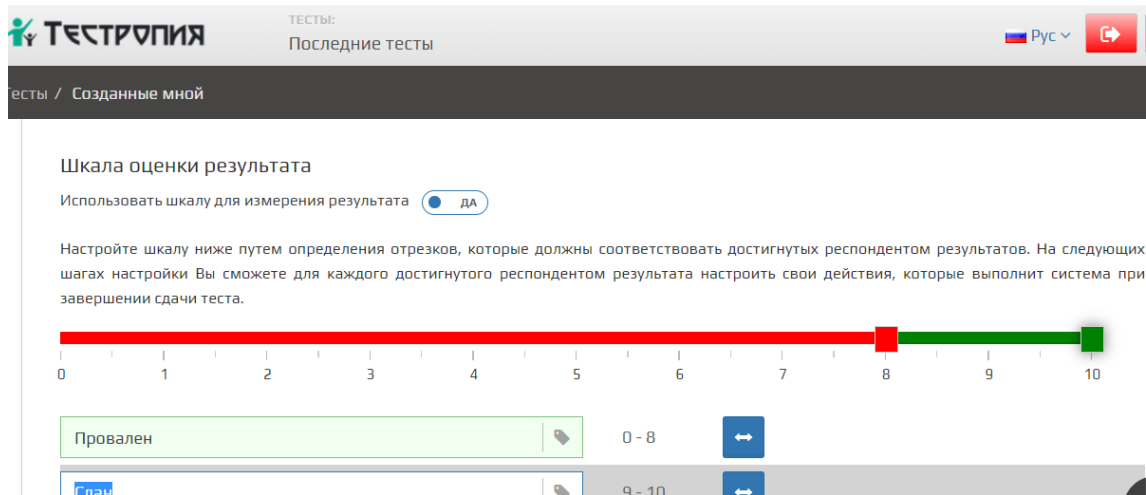 Тестропия
ТЕСТЫ:
Последние тесты
Рус
Тесты / Созданные мной
Шкала оценки результата
Использовать шкалу для измерения результата ДА
Настройте шкалу ниже путем определения отрезков, которые должны соответствовать достигнутых респондентом результатов. На следующих
шагах настройки Вы сможете для каждого достигнутого респондентом результата настроить свои действия, которые выполнит система при
завершении сдачи теста.
0 1 2 3 4 5 6 7 8 9 10
Провален 0 - 8
Сдан 9 - 10